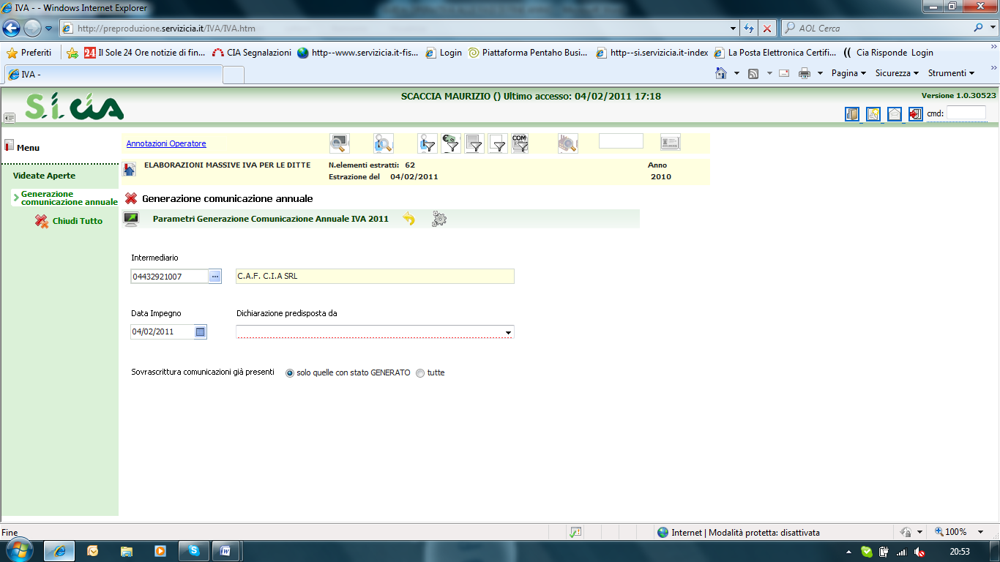 IVA - - Windows Internet Explorer
http://preproduzione.servizicia.it/IVA/IVA.htm
AOL Cerca
Preferiti
24 Il Sole 24 Ore notizie di fin...
CIA Segnalazioni
http--www.servizicia.it-fis...
Login
Piattaforma Pentaho Busi...
http--si.servizicia.it-index
La Posta Elettronica Certifi...
Cia Risponde Login
IVA -
Pagina
Sicurezza
Strumenti
S.I. CIA
SCACCIA MAURIZIO () Ultimo accesso: 04/02/2011 17:18
Versione 1.0.30523
cmd:
Menu
Annotazioni Operatore
COM
Videate Aperte
ELABORAZIONI MASSIVE IVA PER LE DITTE
N.elementi estratti: 62
Anno
Estrazione del 04/02/2011
2010
Generazione
comunicazione annuale
Chiudi Tutto
Generazione comunicazione annuale
Parametri Generazione Comunicazione Annuale IVA 2011
Intermediario
04432921007
C.A.F. C.I.A SRL
Data Impegno
Dichiarazione predisposta da
04/02/2011
Sovrascrittura comunicazioni già presenti
solo quelle con stato GENERATO
tutte
Fine
Internet | Modalità protetta: disattivata
100%
20:53